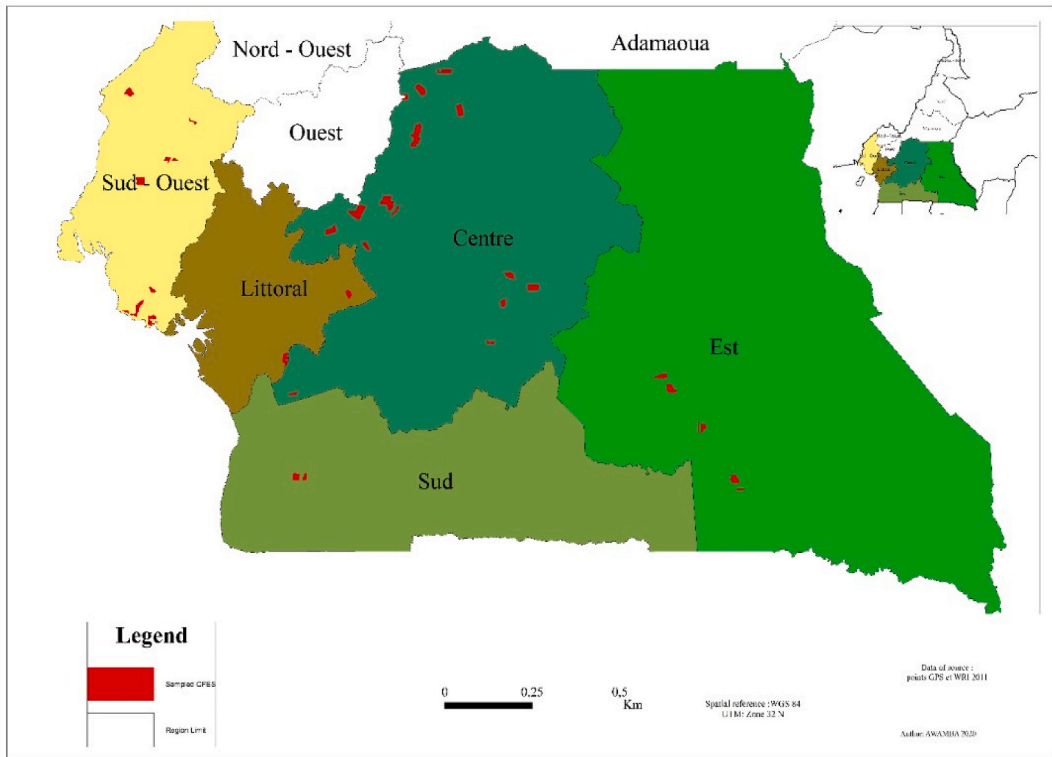 Nord - Ouest
Adamaoua
Ouest
Sud - Ouest
Centre
Littoral
Est
Sud
Legend
Sampled CFES
Region Limit
0 0.25 0.5
Km
Spatial reference :WGS 84
UTM: Zone 32 N
Data of source :
points GPS et WRI 2011
Author: AWAMBA 2020